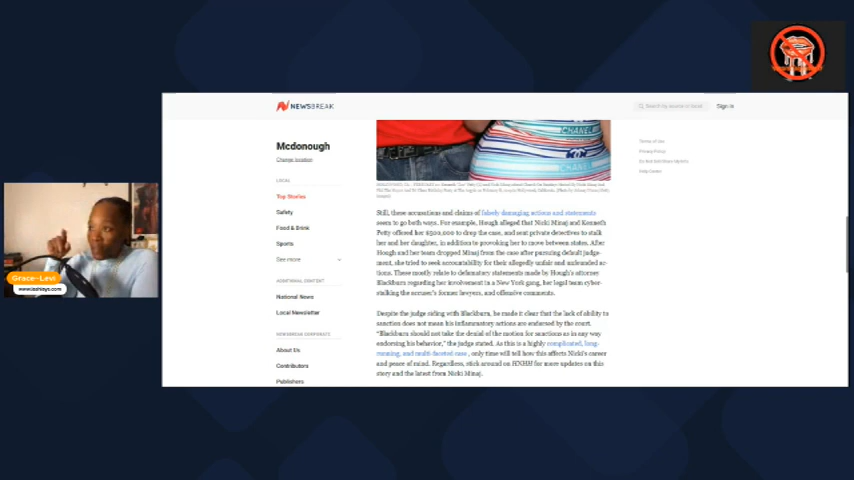 NEWSBREAK
Sign in
Mcdonough
Change location
LOCAL
Top Stories
Safety
Food & Drink
Sports
See more
ADDITIONAL CONTENT
National News
Local Newsletter
NEWSBREAK CORPORATE
About Us
Contributors
Publishers
CHANEL
CHANEL
Still, these accusations and claims of falsely damaging actions and statements
seem to go both ways. For example, Hough alleged that Nicki Minaj and Kenneth
Petty offered her $500,000 to drop the case, and sent private detectives to stalk
her and her daughter, in addition to provoking her to move between states. After
Hough and her team dropped Minaj from the case after pursuing default judge-
ment, she tried to seek accountability for their allegedly unfair and unfounded ac-
tions. These mostly relate to defamatory statements made by Hough's attorney
Blackburn regarding her involvement in a New York gang, her legal team cyber-
stalking the accuser's former lawyers, and offensive comments.
Despite the judge siding with Blackburn, he made it clear that the lack of ability to
sanction does not mean his inflammatory actions are endorsed by the court.
"Blackburn should not take the denial of the motion for sanctions as in any way
endorsing his behavior," the judge stated. As this is a highly complicated, long-
running, and multi-faceted case , only time will tell how this affects Nicki's career
and peace of mind. Regardless, stick around on HNHH for more updates on this
story and the latest from Nicki Minaj.
Terms of Use
Privacy Policy
Help Center
Grace-Levi